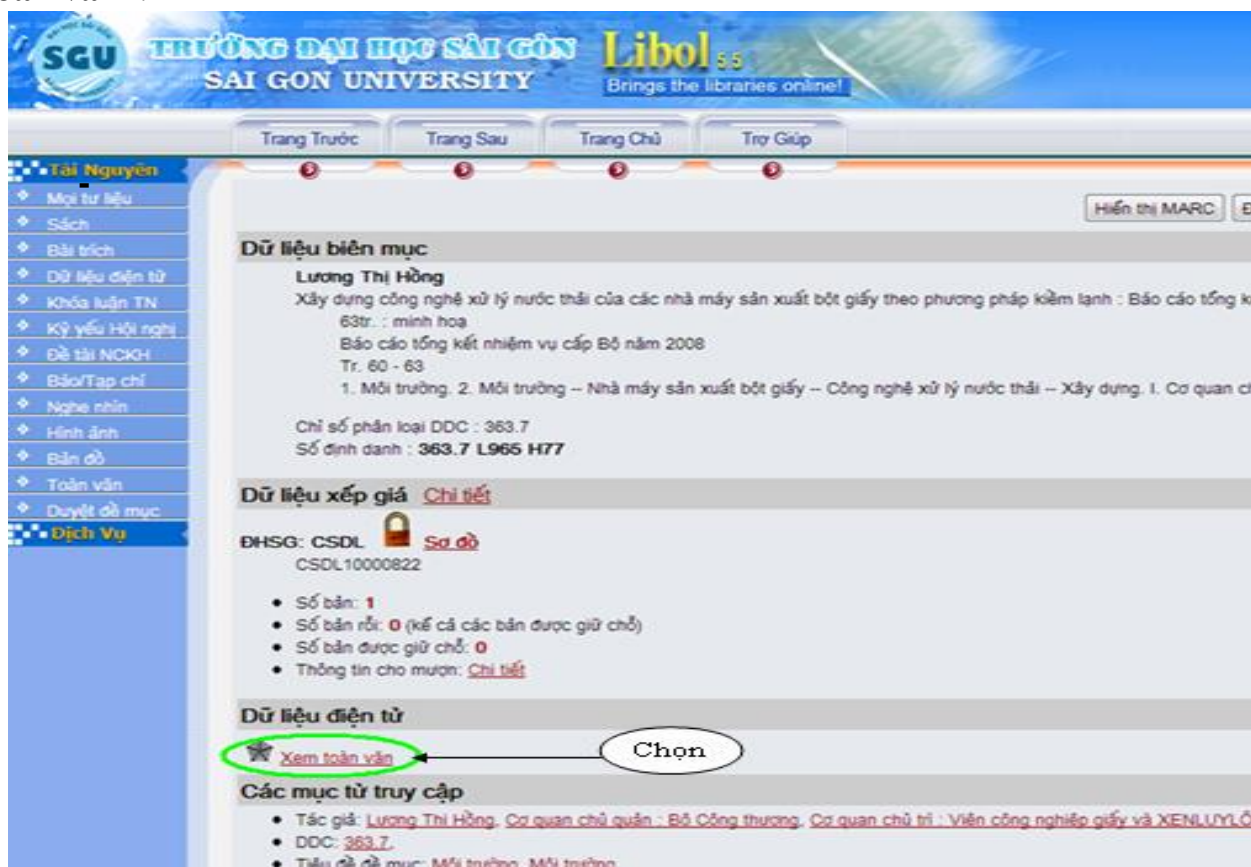 SGU
TRƯỜNG ĐẠI HỌC SÀI GÒN
SAI GON UNIVERSITY
Libol 5.5
Brings the libraries online!
Trang Trước
Trang Sau
Trang Chủ
Trợ Giúp
Tài Nguyên
Mọi tư liệu
Sách
Bài trích
Dữ liệu điện tử
Khóa luận TN
Kỷ yếu Hội nghị
Đề tài NCKH
Báo/Tạp chí
Nghe nhìn
Hình ảnh
Bản đồ
Toàn văn
Duyệt đề mục
Dịch Vụ
Hiển thị MARC
Dữ liệu biên mục
Lương Thị Hồng
Xây dựng công nghệ xử lý nước thải của các nhà máy sản xuất bột giấy theo phương pháp kiềm lạnh : Báo cáo tổng k
63tr. : minh hoạ
Báo cáo tổng kết nhiệm vụ cấp Bộ năm 2008
Tr. 60 - 63
1. Môi trường. 2. Môi trường -- Nhà máy sản xuất bột giấy -- Công nghệ xử lý nước thải -- Xây dựng. I. Cơ quan c
Chỉ số phân loại DDC : 363.7
Số định danh : 363.7 L965 H77
Dữ liệu xếp giá Chi tiết
ĐHSG: CSDL Sơ đồ
CSDL10000822
Số bản: 1
Số bản rỗi: 0 (kể cả các bản được giữ chỗ)
Số bản được giữ chỗ: 0
Thông tin cho mượn: Chi tiết
Dữ liệu điện tử
Xem toàn văn
Chọn
Các mục từ truy cập
Tác giả: Lương Thị Hồng, Cơ quan chủ quản : Bộ Công thương, Cơ quan chủ trì : Viện công nghiệp giấy và XENLUYLÔ
DDC: 363.7,
Tiêu đề đề mục: Môi trường, Môi trường